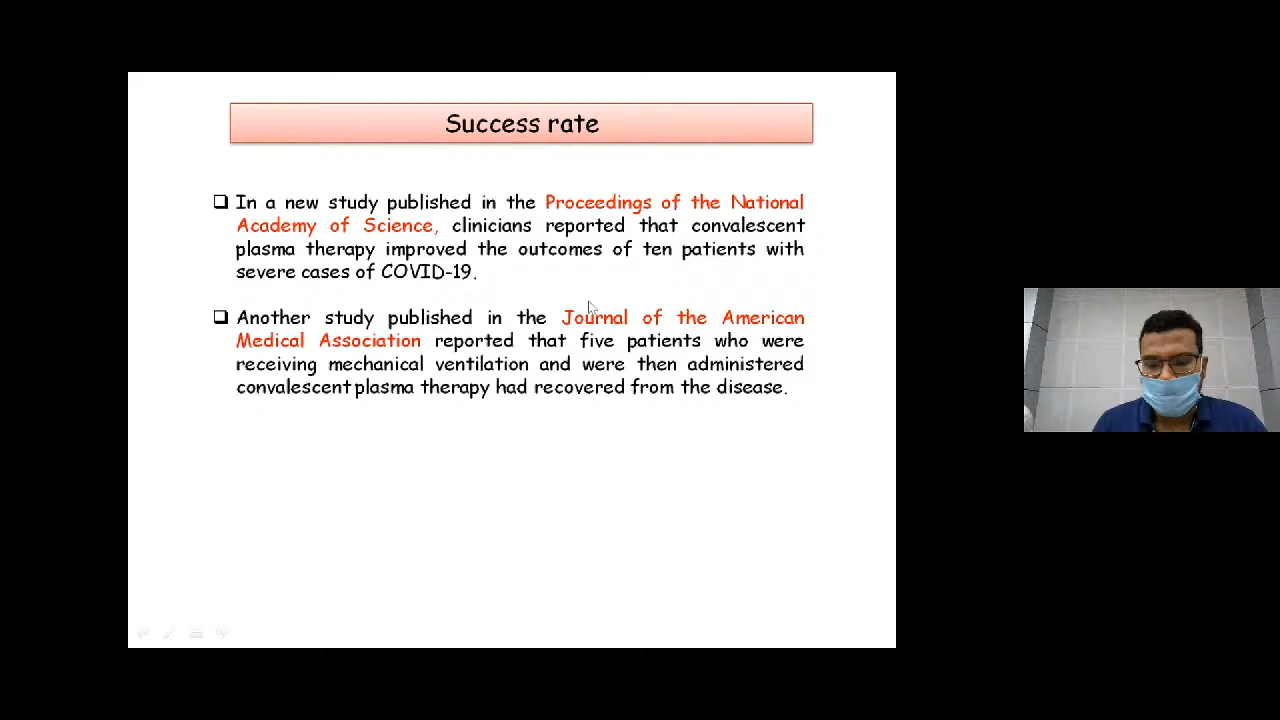 Success rate
In a new study published in the Proceedings of the National
Academy of Science, clinicians reported that convalescent
plasma therapy improved the outcomes of ten patients with
severe cases of COVID-19.
Another study published in the Journal of the American
Medical Association reported that five patients who were
receiving mechanical ventilation and were then administered
convalescent plasma therapy had recovered from the disease.